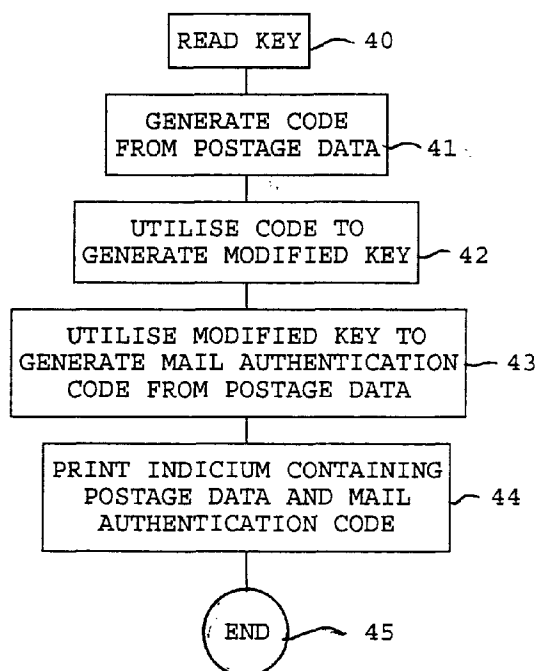 READ KEY
40
GENERATE CODE
FROM POSTAGE DATA
41
UTILISE CODE TO
GENERATE MODIFIED KEY
42
UTILISE MODIFIED KEY TO
GENERATE MAIL AUTHENTICATION
CODE FROM POSTAGE DATA
43
PRINT INDICIUM CONTAINING
POSTAGE DATA AND MAIL
AUTHENTICATION CODE
44
END
45